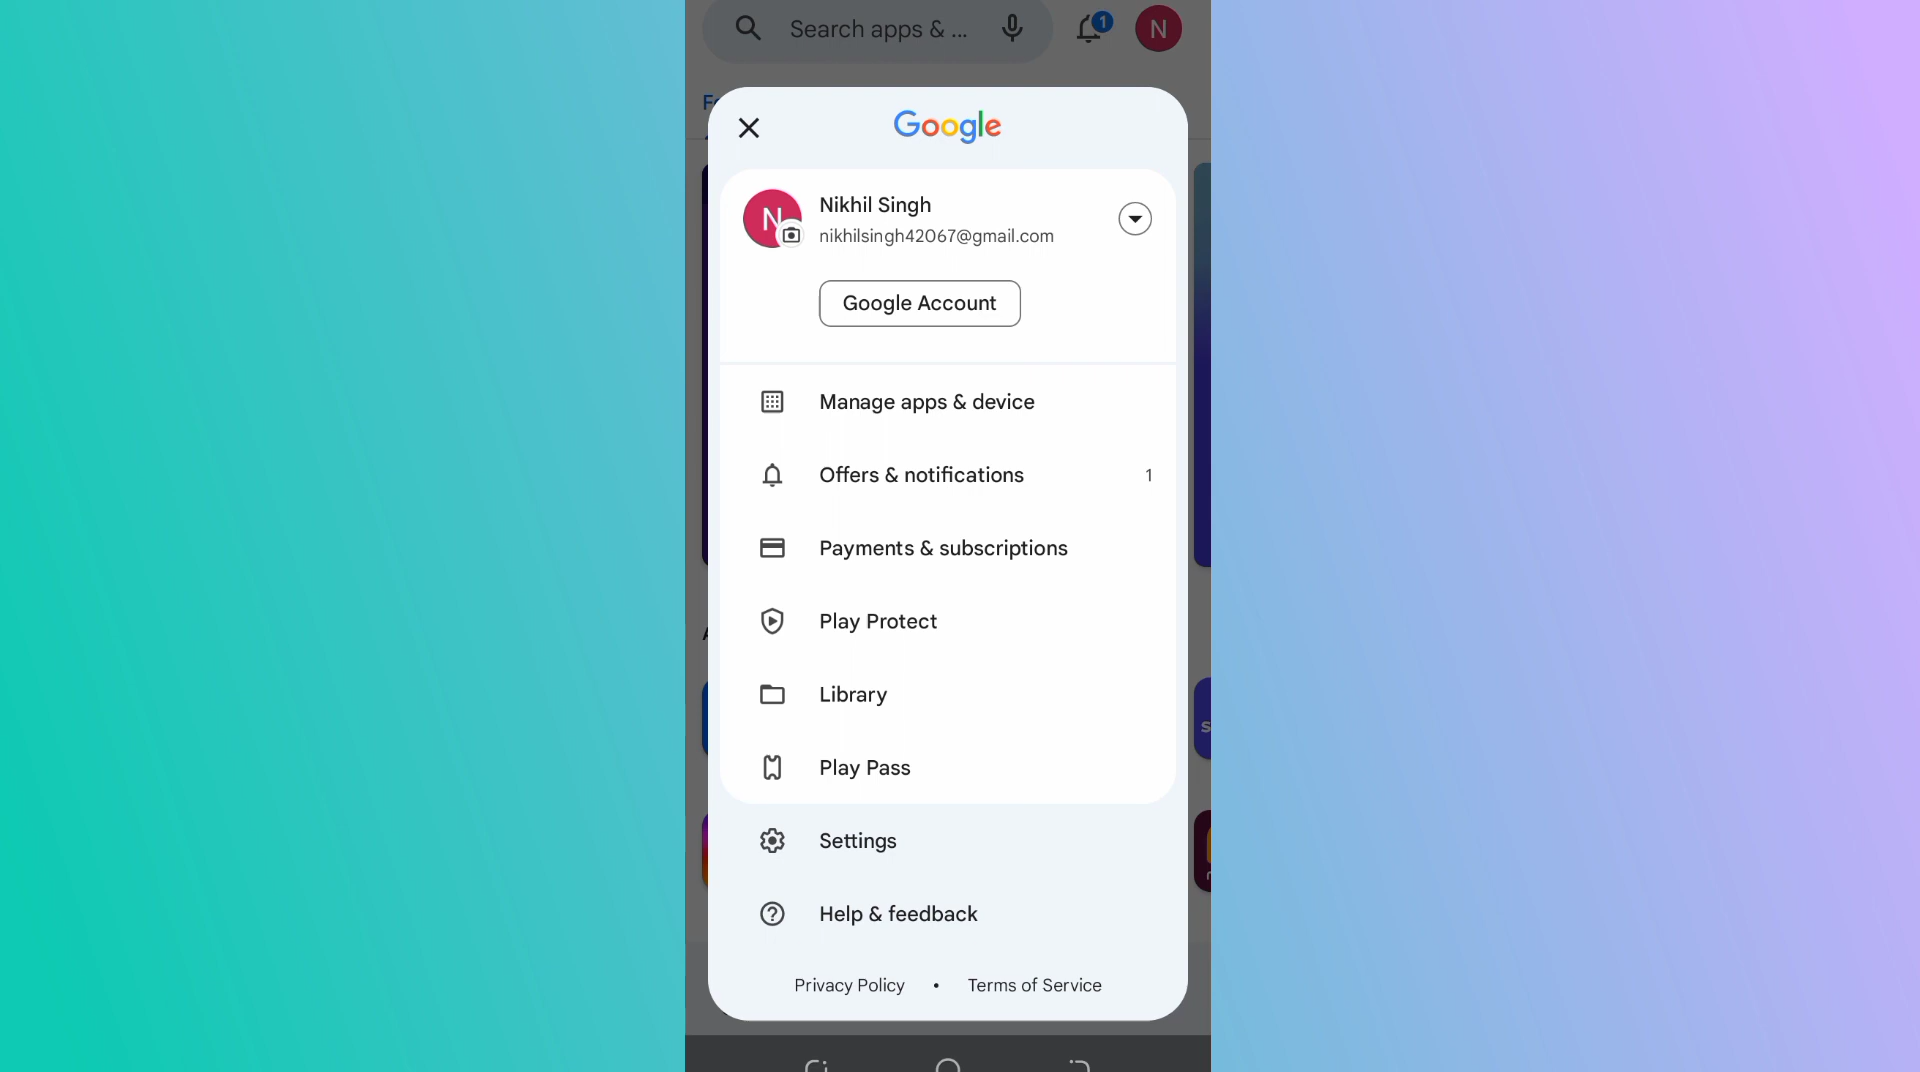 Search apps & ...
1
N
Google
N
Nikhil Singh
nikhilsingh42067@gmail.com
Google Account
Manage apps & device
Offers & notifications
1
Payments & subscriptions
Play Protect
Library
Play Pass
Settings
Help & feedback
Privacy Policy • Terms of Service